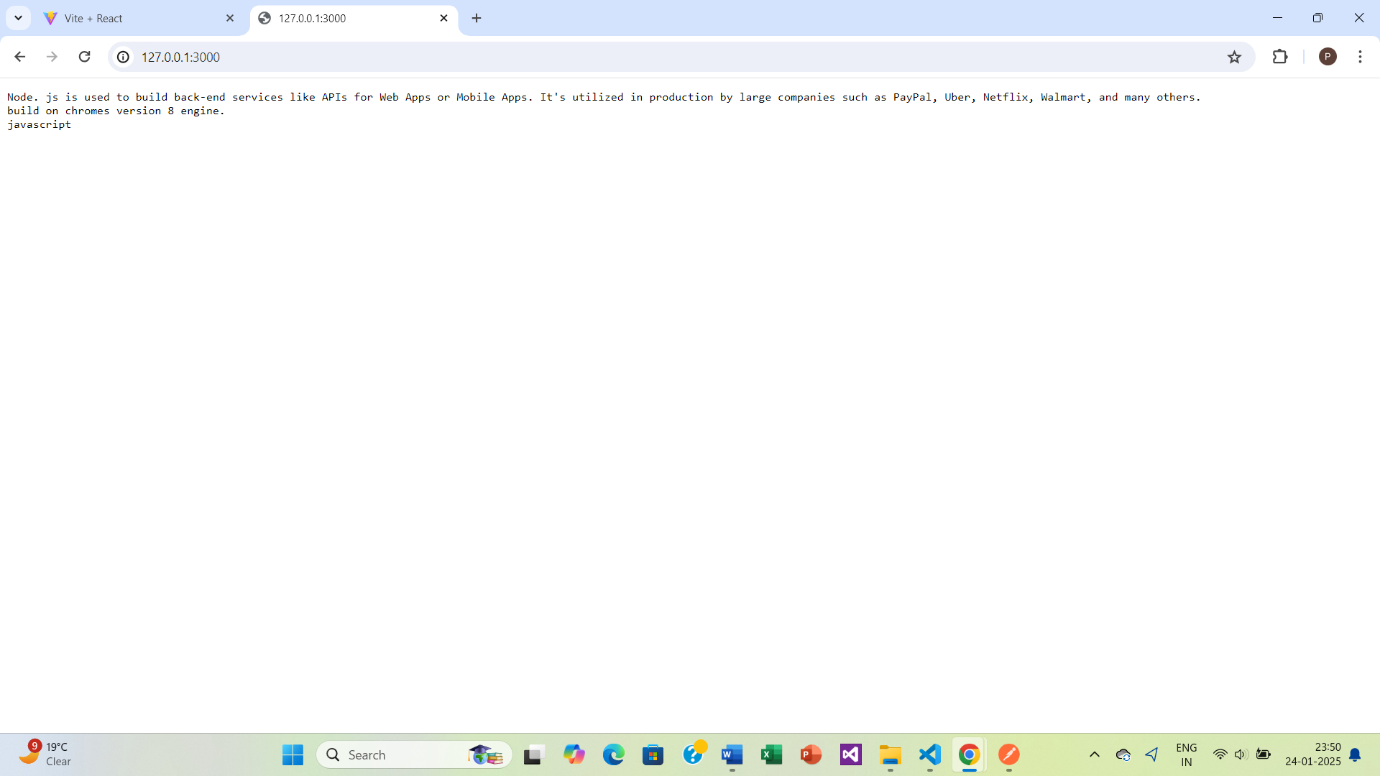 Vite + React
127.0.0.1:3000
127.0.0.1:3000
P
Node. js is used to build back-end services like APIs for Web Apps or Mobile Apps. It's utilized in production by large companies such as PayPal, Uber, Netflix, Walmart, and many others.
build on chromes version 8 engine.
javascript
9
19°C
Clear
Search
ENG
IN
23:50
24-01-2025